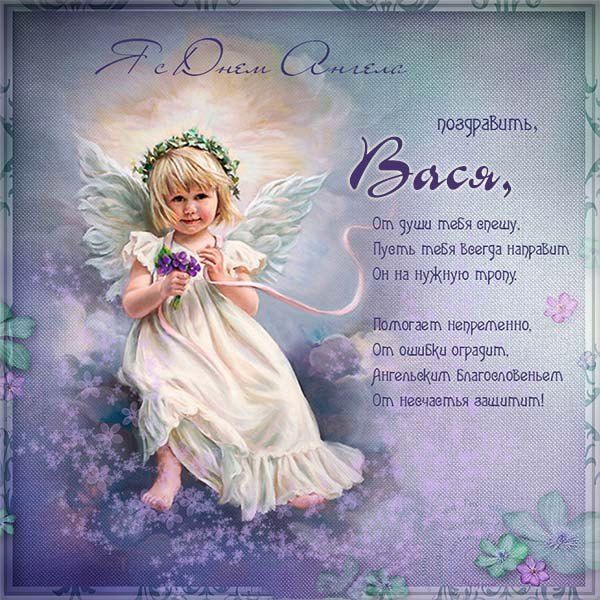 Я с Днем Ангела
поздравить,
Вася,
От души тебя спешу,
Пусть тебя всегда направит
Он на нужную тропу.
Помогает непременно,
От ошибки оградит,
Ангельским благословеньем
От несчастья защитит!